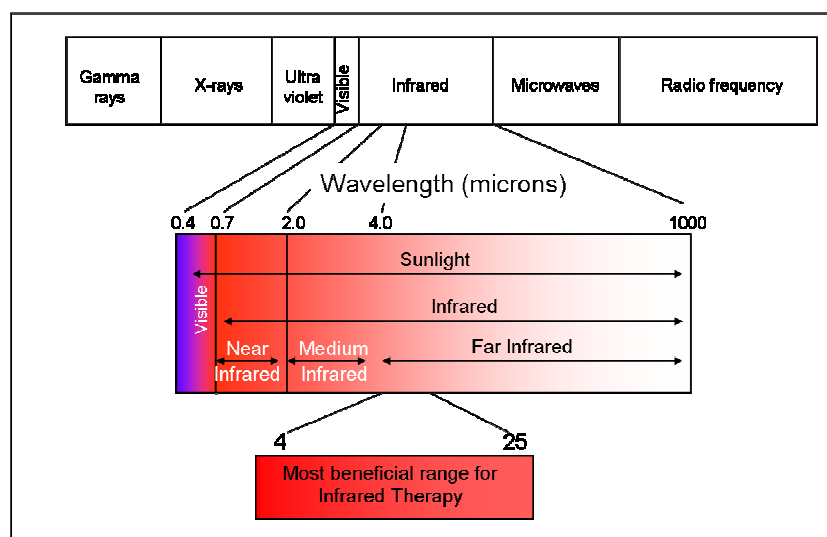 Gamma
rays
X-rays
Ultra
violet
Visible
Infrared
Microwaves
Radio frequency
Wavelength (microns)
0.4
0.7
2.0
4.0
1000
Sunlight
Visible
Infrared
Near
Infrared
Medium
Infrared
Far Infrared
4
25
Most beneficial range for
Infrared Therapy